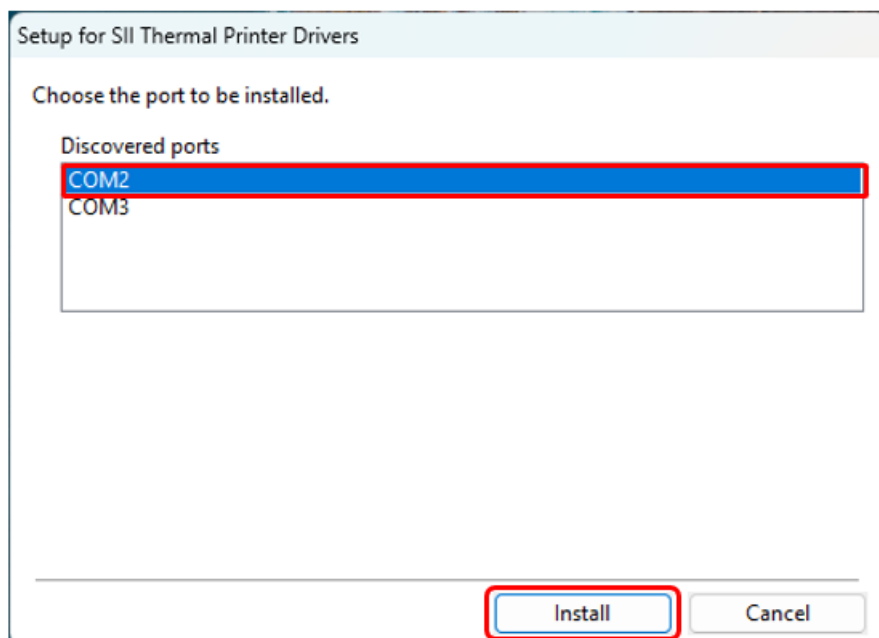 Setup for SII Thermal Printer Drivers
Choose the port to be installed.
Discovered ports
COM2
COM3
Install Cancel